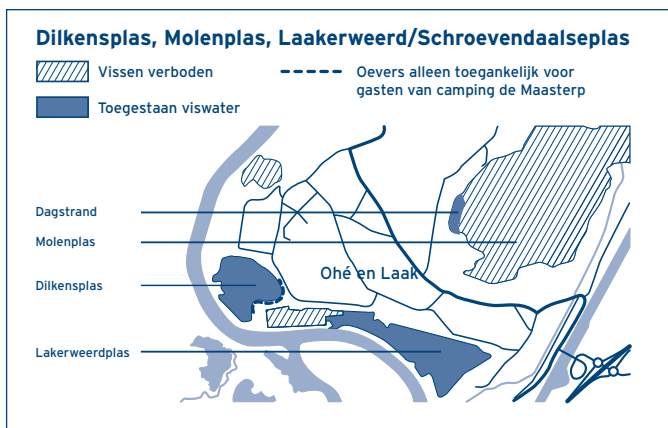 Dilkensplas, Molenplas, Laakerweerd/Schroevendaalseplas
Vissen verboden
Oevers alleen toegankelijk voor
gasten van camping de Maasterp
Toegestaan viswater
Dagstrand
Molenplas
Ohé en Laak
Dilkensplas
Lakerweerdplas